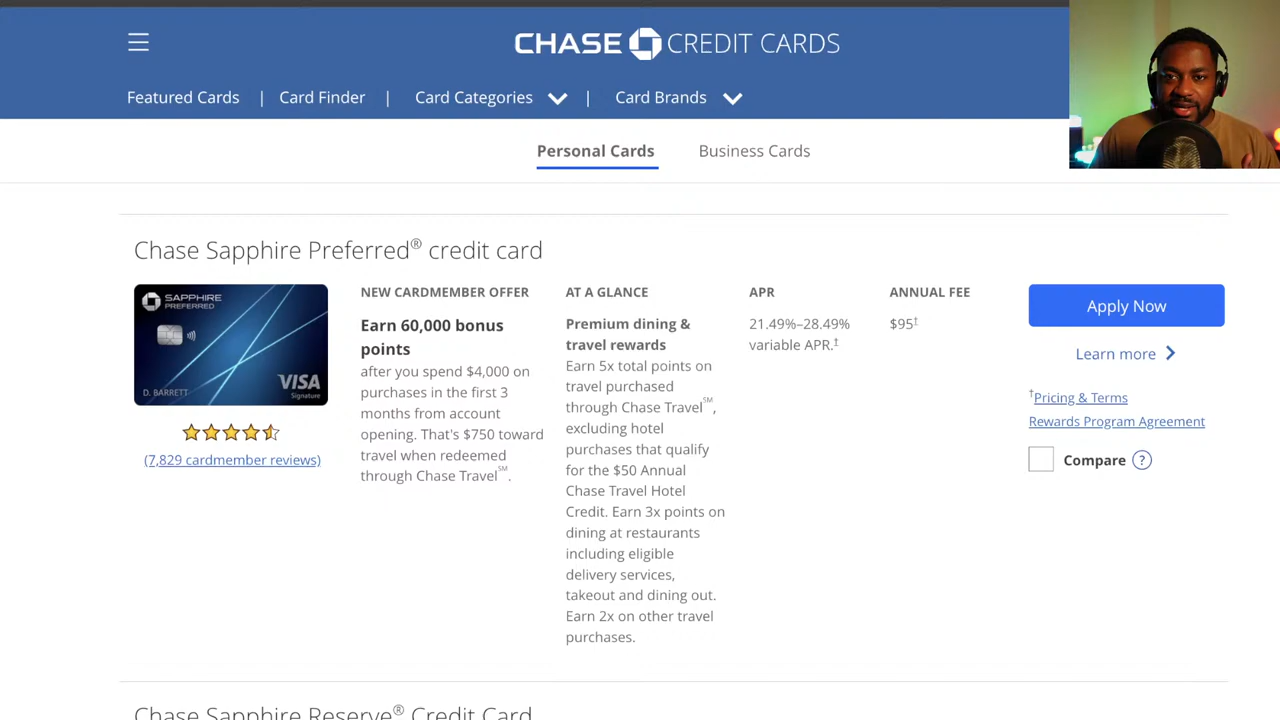 CHASE CREDIT CARDS
Featured Cards | Card Finder | Card Categories | Card Brands
Personal Cards
Business Cards
Chase Sapphire Preferred® credit card
SAPPHIRE
PREFERRED
D. BARRETT
VISA
Signature
(7,829 cardmember reviews)
NEW CARDMEMBER OFFER
Earn 60,000 bonus
points
after you spend $4,000 on
purchases in the first 3
months from account
opening. That's $750 toward
travel when redeemed
through Chase Travel℠.
AT A GLANCE
Premium dining &
travel rewards
Earn 5x total points on
travel purchased
through Chase Travel℠,
excluding hotel
purchases that qualify
for the $50 Annual
Chase Travel Hotel
Credit. Earn 3x points on
dining at restaurants
including eligible
delivery services,
takeout and dining out.
Earn 2x on other travel
purchases.
APR
21.49%–28.49%
variable APR.†
ANNUAL FEE
$95†
Apply Now
Learn more
†Pricing & Terms
Rewards Program Agreement
Compare ?
Chase Sapphire Reserve® Credit Card